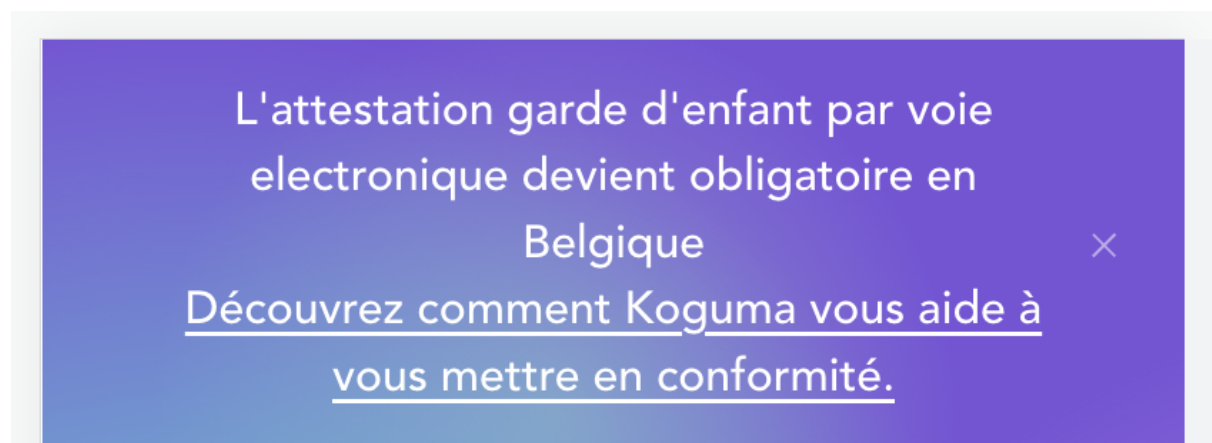 L'attestation garde d'enfant par voie
electronique devient obligatoire en
Belgique
Découvrez comment Koguma vous aide à
vous mettre en conformité.